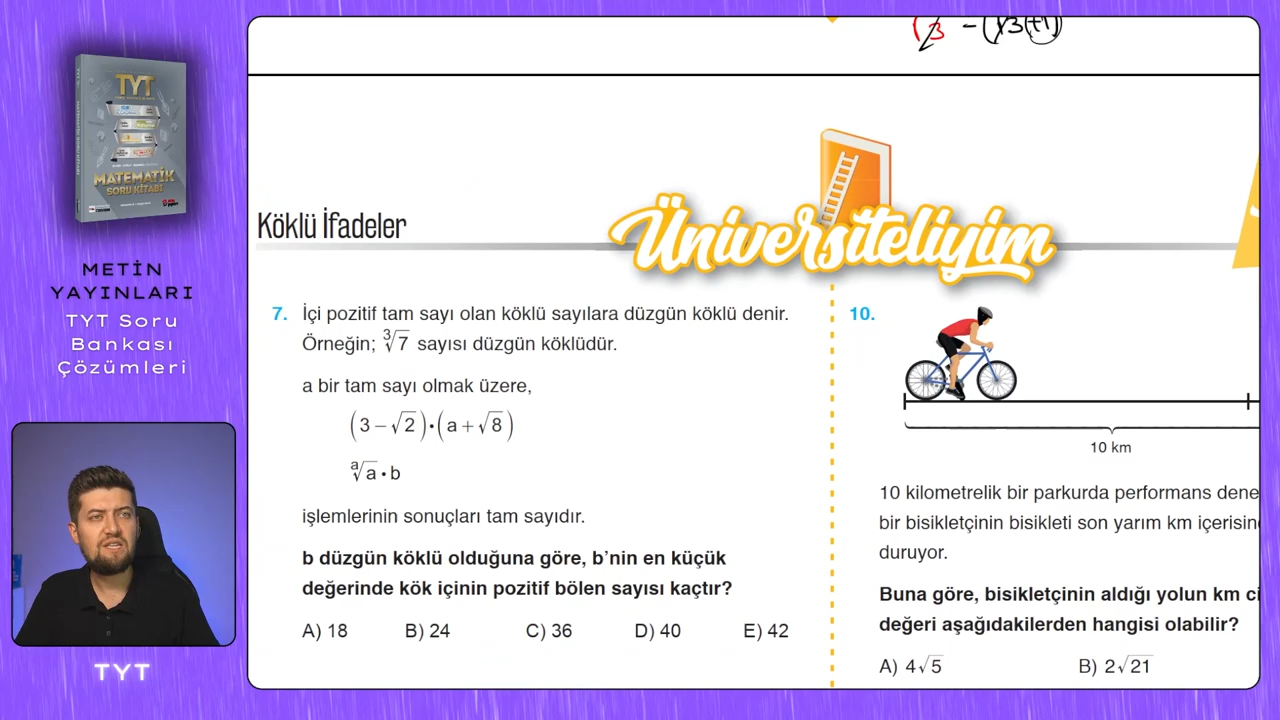 TYT
MATEMATİK
SORU KİTABI
METİN
YAYINLARI
TYT Soru
Bankası
Çözümleri
TYT
(√3 - (√3+1)
Köklü İfadeler
Üniversiteliyim
7. İçi pozitif tam sayı olan köklü sayılara düzgün köklü denir.
Örneğin; ∛7 sayısı düzgün köklüdür.
a bir tam sayı olmak üzere,
(3 − √2)•(a + √8)
ᵃ√a • b
işlemlerinin sonuçları tam sayıdır.
b düzgün köklü olduğuna göre, b’nin en küçük
değerinde kök içinin pozitif bölen sayısı kaçtır?
A) 18 B) 24 C) 36 D) 40 E) 42
10.
10 km
10 kilometrelik bir parkurda performans dene
bir bisikletçinin bisikleti son yarım km içerisin
duruyor.
Buna göre, bisikletçinin aldığı yolun km ci
değeri aşağıdakilerden hangisi olabilir?
A) 4√5 B) 2√21